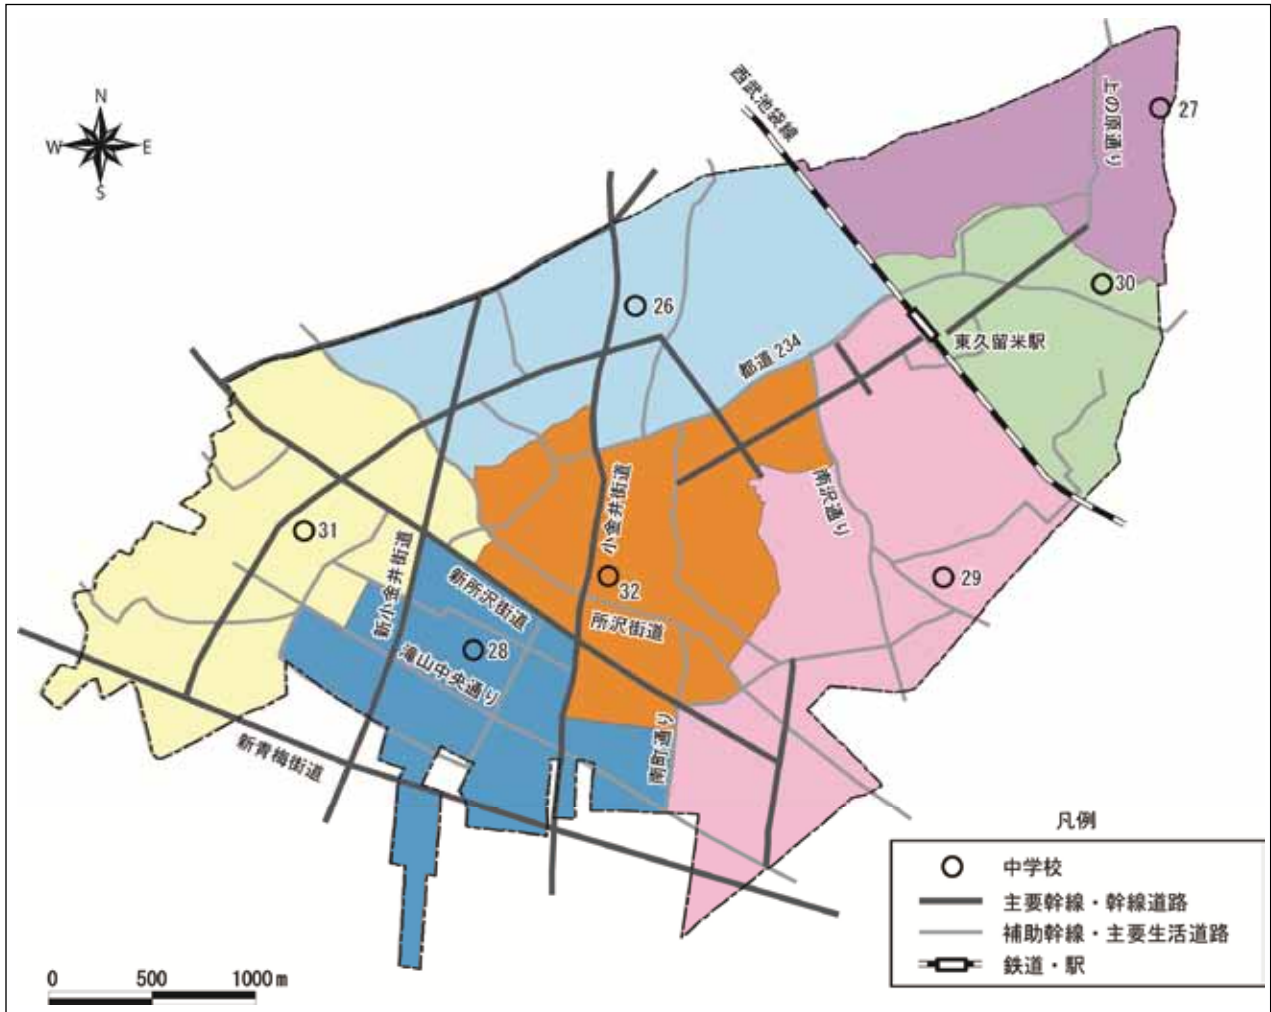 N
W
E
S
西武池袋線
上の原通り
27
26
30
都道234
東久留米駅
南沢通り
小金井街道
31
新小金井街道
新所沢街道
32
所沢街道
29
28
滝山中央通り
南町通り
新青梅街道
凡例
中学校
主要幹線・幹線道路
補助幹線・主要生活道路
鉄道・駅
0 500 1000m